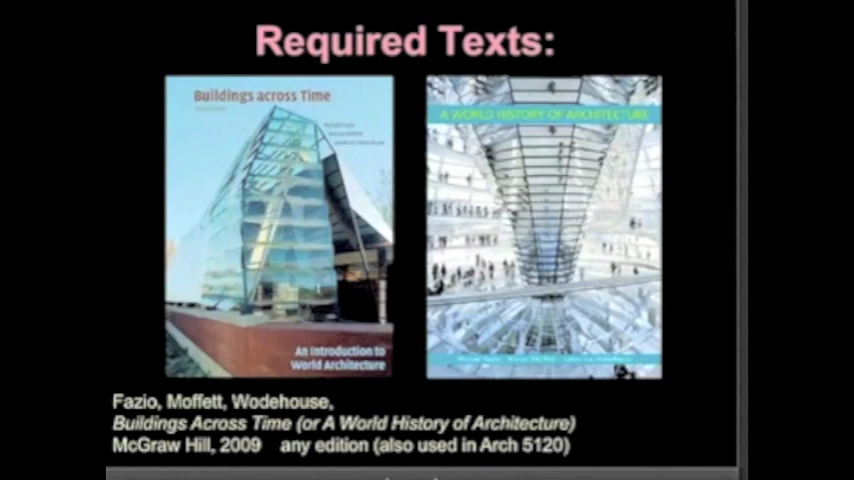 Required Texts:
Buildings across Time
A WORLD HISTORY OF ARCHITECTURE
An Introduction to
World Architecture
Fazio, Moffett, Wodehouse,
Buildings Across Time (or A World History of Architecture)
McGraw Hill, 2009 any edition (also used in Arch 5120)